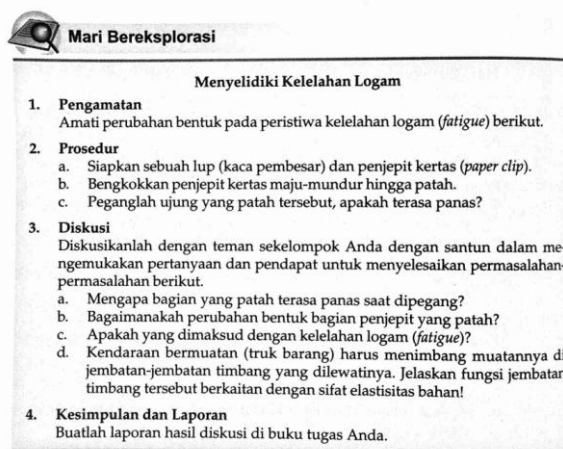 Mari Bereksplorasi
Menyelidiki Kelelahan Logam
1. Pengamatan
Amati perubahan bentuk pada peristiwa kelelahan logam (fatigue) berikut.
2. Prosedur
a. Siapkan sebuah lup (kaca pembesar) dan penjepit kertas (paper clip).
b. Bengkokkan penjepit kertas maju-mundur hingga patah.
c. Peganglah ujung yang patah tersebut, apakah terasa panas?
3. Diskusi
Diskusikanlah dengan teman sekelompok Anda dengan santun dalam me-
ngemukakan pertanyaan dan pendapat untuk menyelesaikan permasalahan-
permasalahan berikut.
a. Mengapa bagian yang patah terasa panas saat dipegang?
b. Bagaimanakah perubahan bentuk bagian penjepit yang patah?
c. Apakah yang dimaksud dengan kelelahan logam (fatigue)?
d. Kendaraan bermuatan (truk barang) harus menimbang muatannya di
jembatan-jembatan timbang yang dilewatinya. Jelaskan fungsi jembatan
timbang tersebut berkaitan dengan sifat elastisitas bahan!
4. Kesimpulan dan Laporan
Buatlah laporan hasil diskusi di buku tugas Anda.